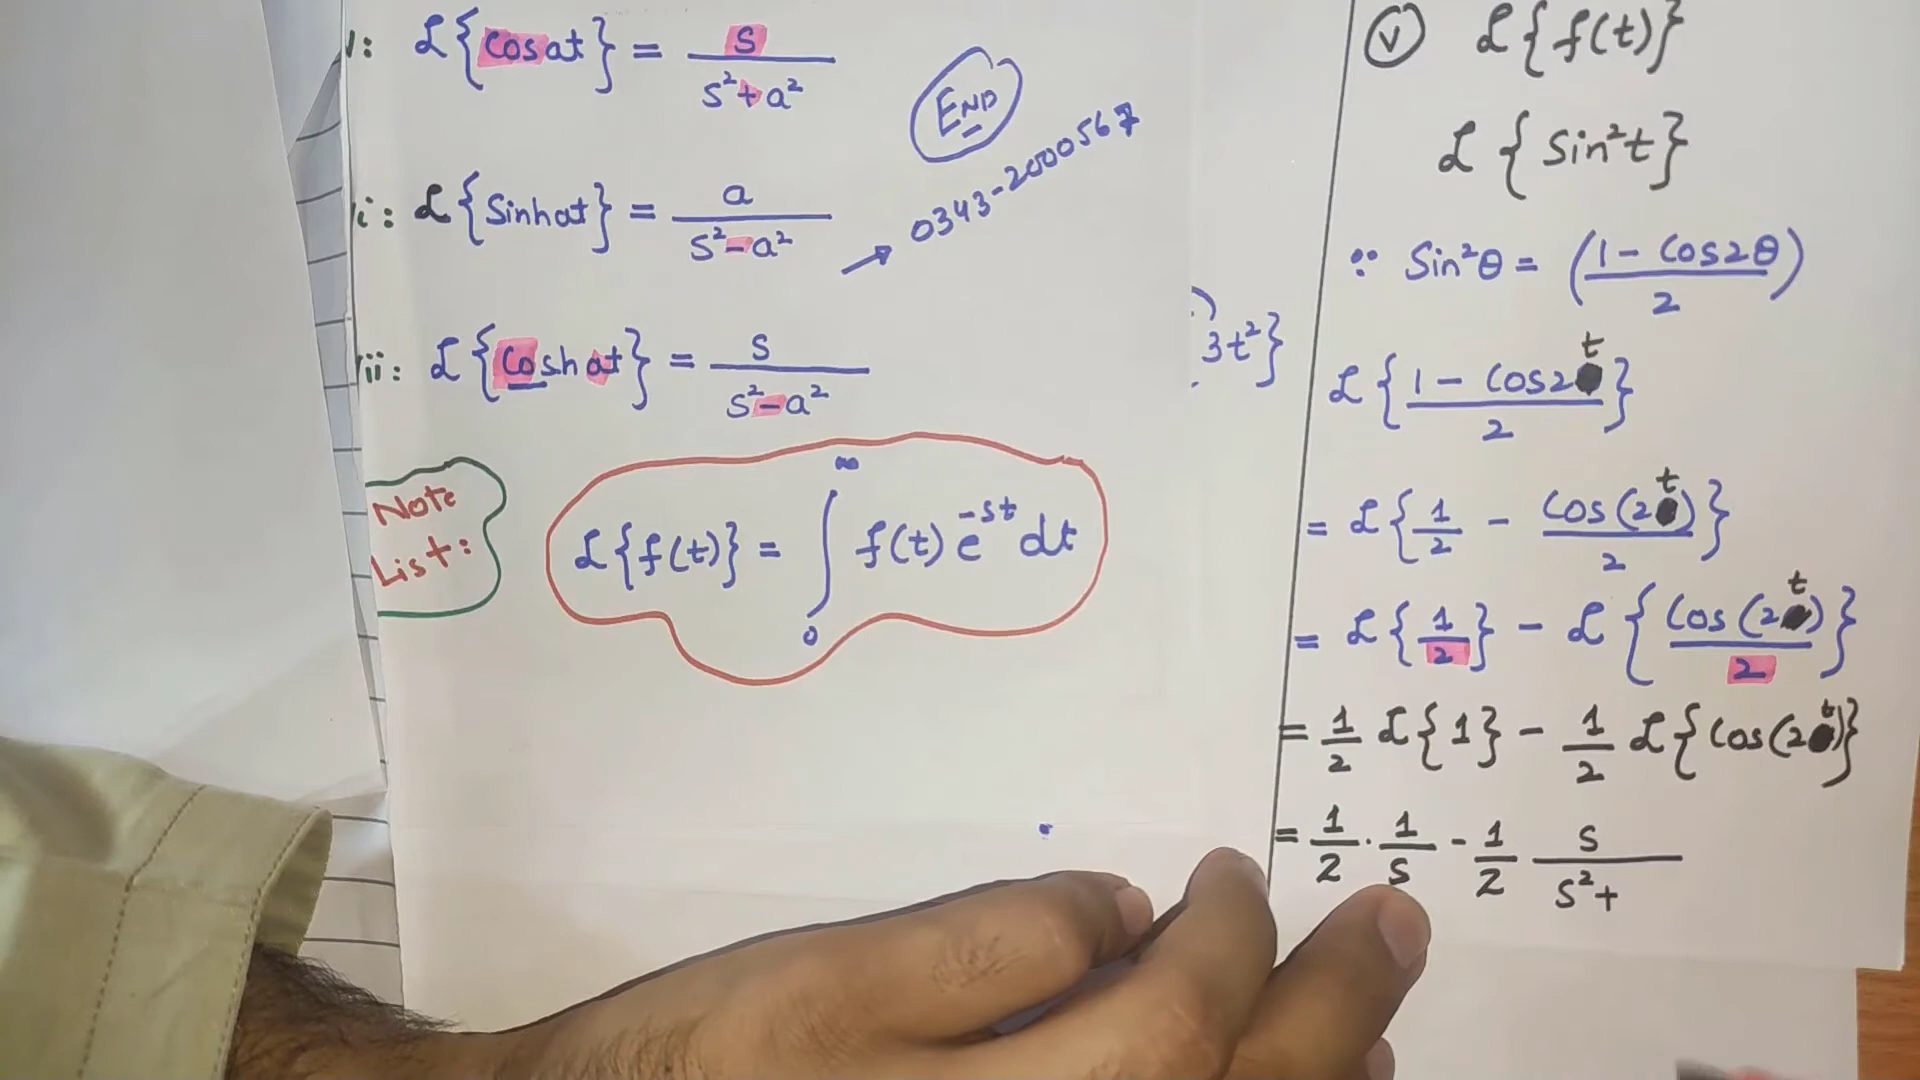 v: ℒ{cosat} = s/(s²+a²)
END
0343-2000567
i: ℒ{Sinhat} = a/(s²-a²)
ii: ℒ{coshat} = s/(s²-a²)
3t²}
Note List:
ℒ{f(t)} = ∫₀^∞ f(t) e^(-st) dt
(v) ℒ{f(t)}
ℒ{Sin²t}
∵ Sin²θ = ((1 - Cos2θ)/2)
ℒ{(1 - Cos2t)/2}
= ℒ{1/2 - Cos(2t)/2}
= ℒ{1/2} - ℒ{Cos(2t)/2}
= 1/2 ℒ{1} - 1/2 ℒ{Cos(2t)}
= 1/2 · 1/s - 1/2 s/(s²+